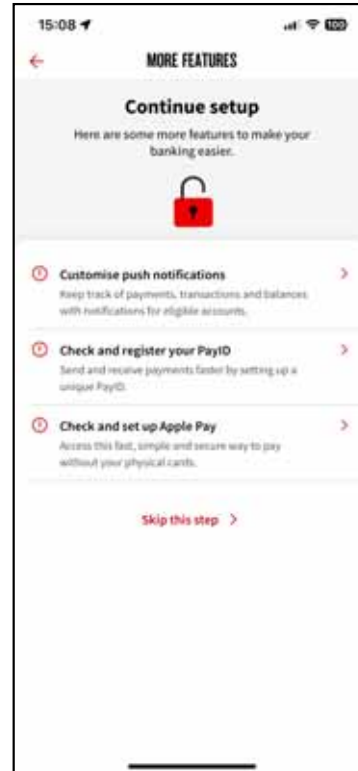 15:08
100
MORE FEATURES
Continue setup
Here are some more features to make your
banking easier.
Customise push notifications
Keep track of payments, transactions and balances
with notifications for eligible accounts.
Check and register your PayID
Send and receive payments faster by setting up a
unique PayID.
Check and set up Apple Pay
Access this fast, simple and secure way to pay
without your physical cards.
Skip this step